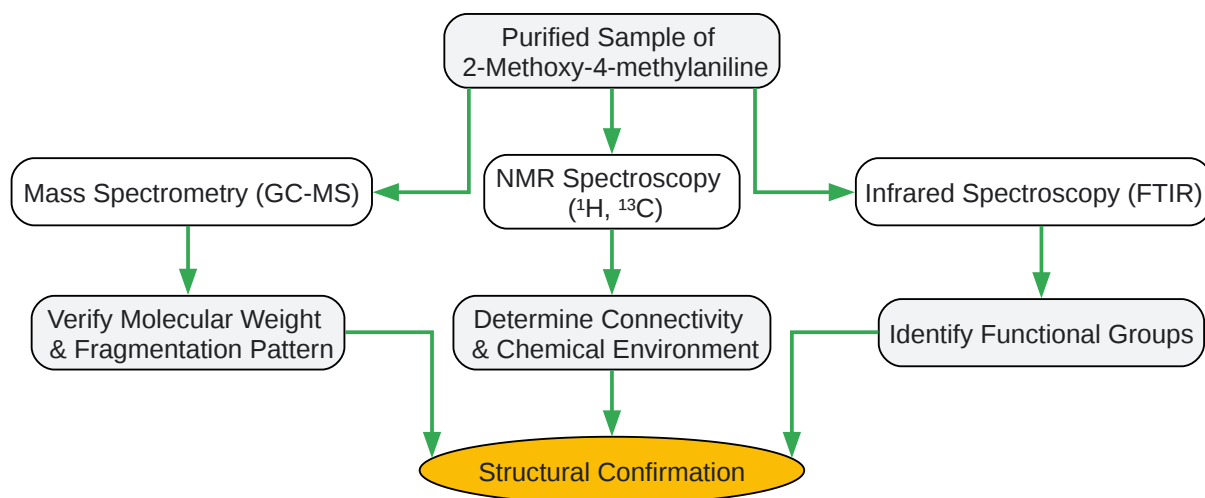 Purified Sample of
2-Methoxy-4-methylaniline
Mass Spectrometry (GC-MS)
NMR Spectroscopy
(¹H, ¹³C)
Infrared Spectroscopy (FTIR)
Verify Molecular Weight
& Fragmentation Pattern
Determine Connectivity
& Chemical Environment
Identify Functional Groups
Structural Confirmation